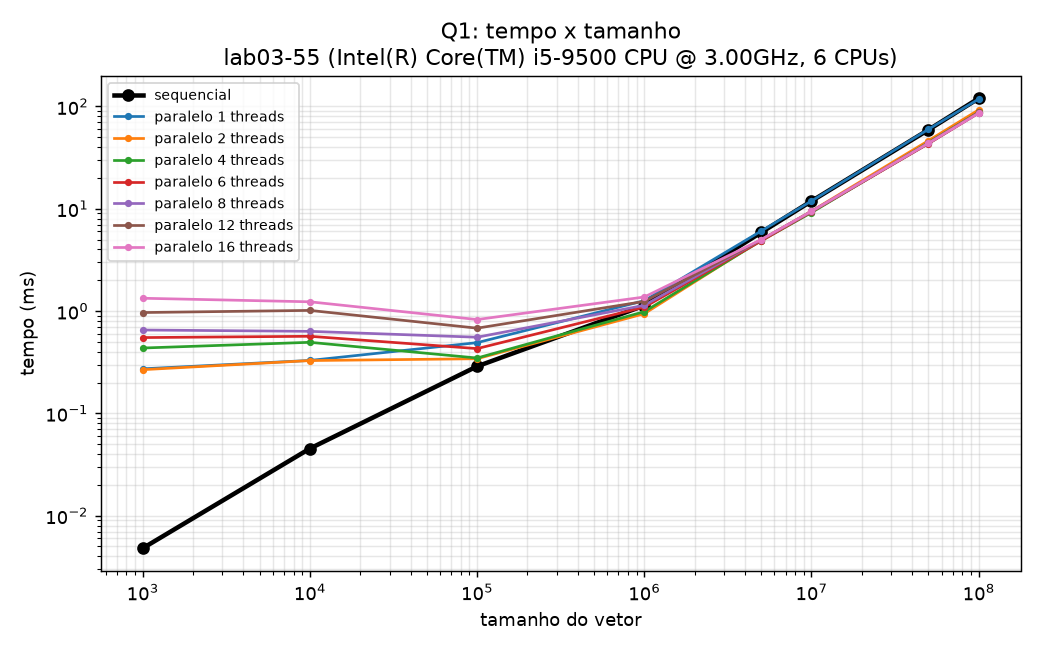 Q1: tempo x tamanho
lab03-55 (Intel(R) Core(TM) i5-9500 CPU @ 3.00GHz, 6 CPUs)
sequencial
paralelo 1 threads
paralelo 2 threads
paralelo 4 threads
paralelo 6 threads
paralelo 8 threads
paralelo 12 threads
paralelo 16 threads
tempo (ms)
10²
10¹
10⁰
10⁻¹
10⁻²
10³ 10⁴ 10⁵ 10⁶ 10⁷ 10⁸
tamanho do vetor